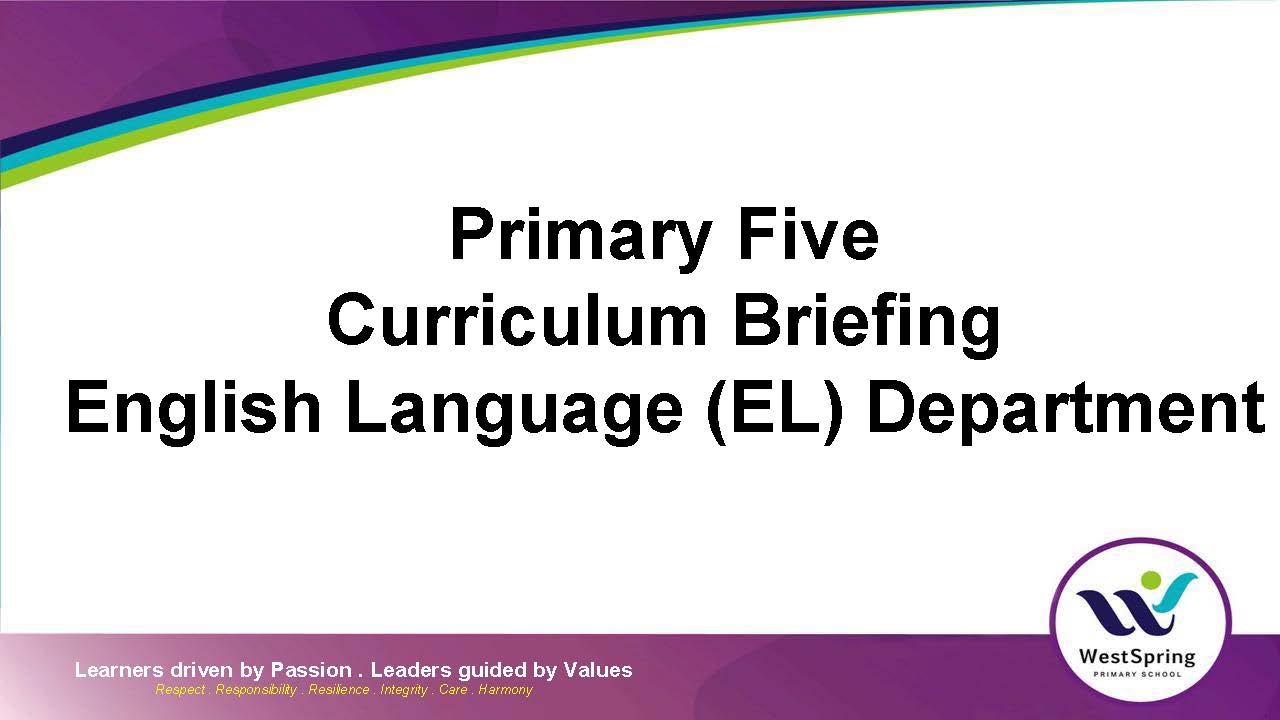 Primary Five
Curriculum Briefing
English Language (EL) Department
Learners driven by Passion . Leaders guided by Values
Respect . Responsibility . Resilience . Integrity . Care . Harmony
WestSpring
PRIMARY SCHOOL